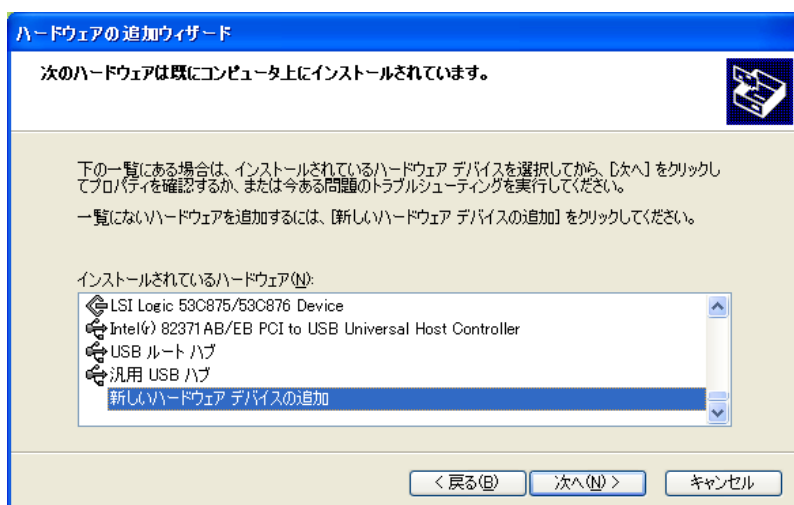 ハードウェアの追加ウィザード
次のハードウェアは既にコンピュータ上にインストールされています。
下の一覧にある場合は、インストールされているハードウェア デバイスを選択してから、[次へ] をクリックし
てプロパティを確認するか、または今ある問題のトラブルシューティングを実行してください。
一覧にないハードウェアを追加するには、[新しいハードウェア デバイスの追加] をクリックしてください。
インストールされているハードウェア(N):
LSI Logic 53C875/53C876 Device
Intel(r) 82371AB/EB PCI to USB Universal Host Controller
USB ルート ハブ
汎用 USB ハブ
新しいハードウェア デバイスの追加
< 戻る(B) 次へ(N) > キャンセル